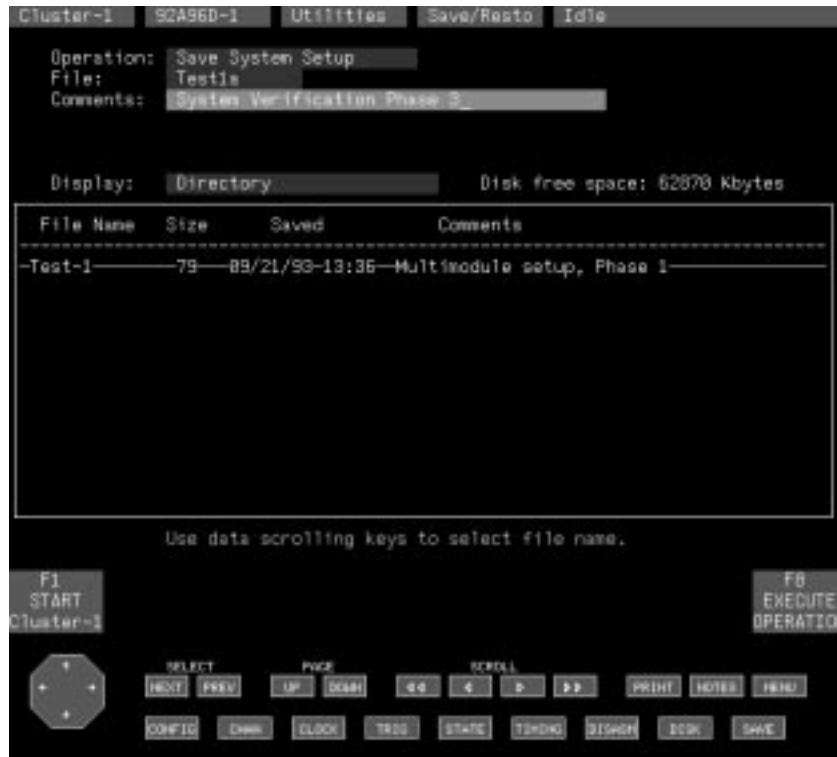 Cluster-1 92A96D-1 Utilities Save/Resto Idle
Operation: Save System Setup
File: Test1a
Comments: System Verification Phase 3_
Display: Directory Disk free space: 62870 Kbytes
File Name Size Saved Comments
Test-1 79 09/21/93-13:36 Multimodule setup, Phase 1
Use data scrolling keys to select file name.
F1 F8
START EXECUTE
Cluster-1 OPERATIO
SELECT PAGE SCROLL
NEXT PREV UP DOWN PRINT NOTES MENU
CONFIG CHAN CLOCK TRIG STATE TIMING DISASM DISK SAVE